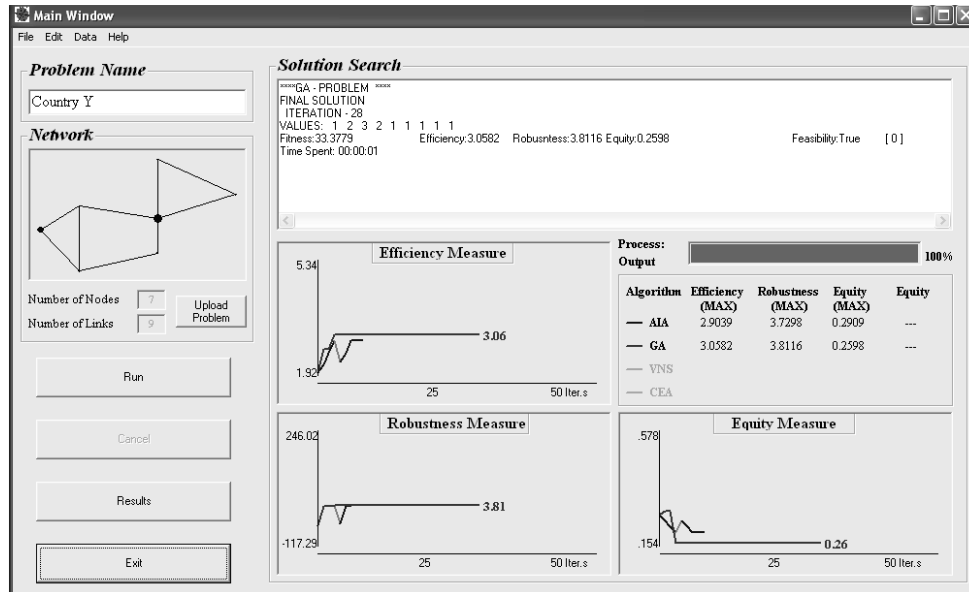 Main Window
File Edit Data Help
Problem Name
Country Y
Network
Number of Nodes 7
Number of Links 9
Upload Problem
Run
Cancel
Results
Exit
Solution Search
****GA - PROBLEM ****
FINAL SOLUTION
ITERATION - 28
VALUES: 1 2 3 2 1 1 1 1 1
Fitness:33.3779 Efficiency:3.0582 Robusntess:3.8116 Equity:0.2598 Feasibility:True [ 0 ]
Time Spent: 00:00:01
Efficiency Measure
5.34
3.06
1.92
25 50 Iter.s
Process:
Output 100%
Algorithm Efficiency (MAX) Robustness (MAX) Equity (MAX) Equity
AIA 2.9039 3.7298 0.2909 ---
GA 3.0582 3.8116 0.2598 ---
VNS
CEA
Robustness Measure
246.02
3.81
-117.29
25 50 Iter.s
Equity Measure
.578
.154
0.26
25 50 Iter.s